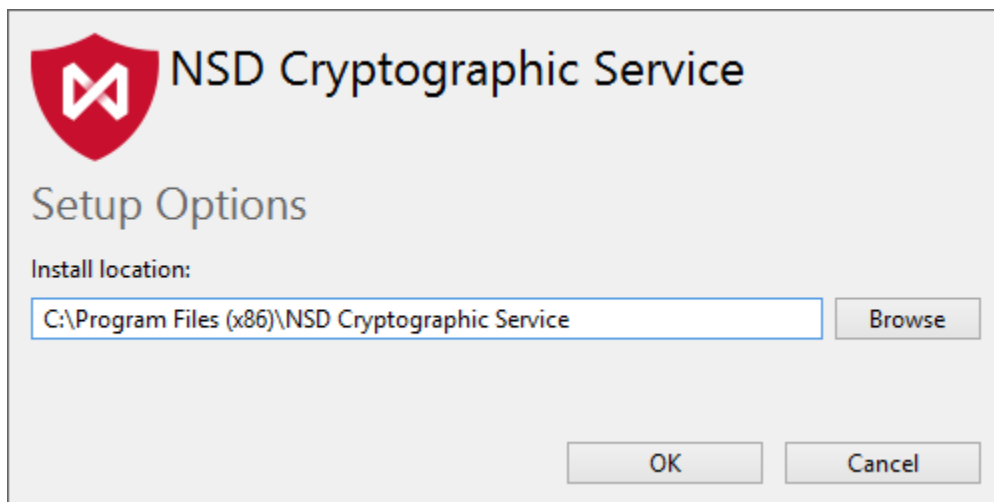 NSD Cryptographic Service
Setup Options
Install location:
C:\Program Files (x86)\NSD Cryptographic Service
Browse
OK
Cancel